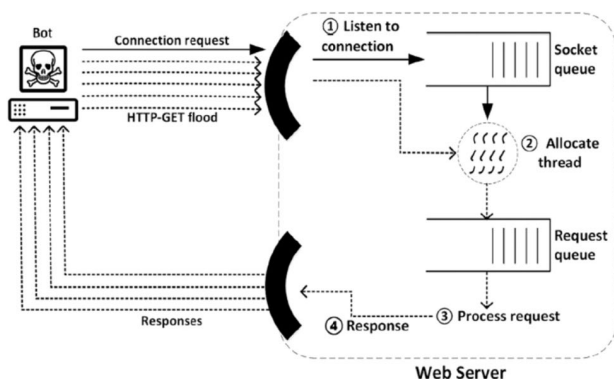 Bot
Connection request
HTTP-GET flood
① Listen to
connection
Socket
queue
② Allocate
thread
Request
queue
③ Process request
④ Response
Responses
Web Server